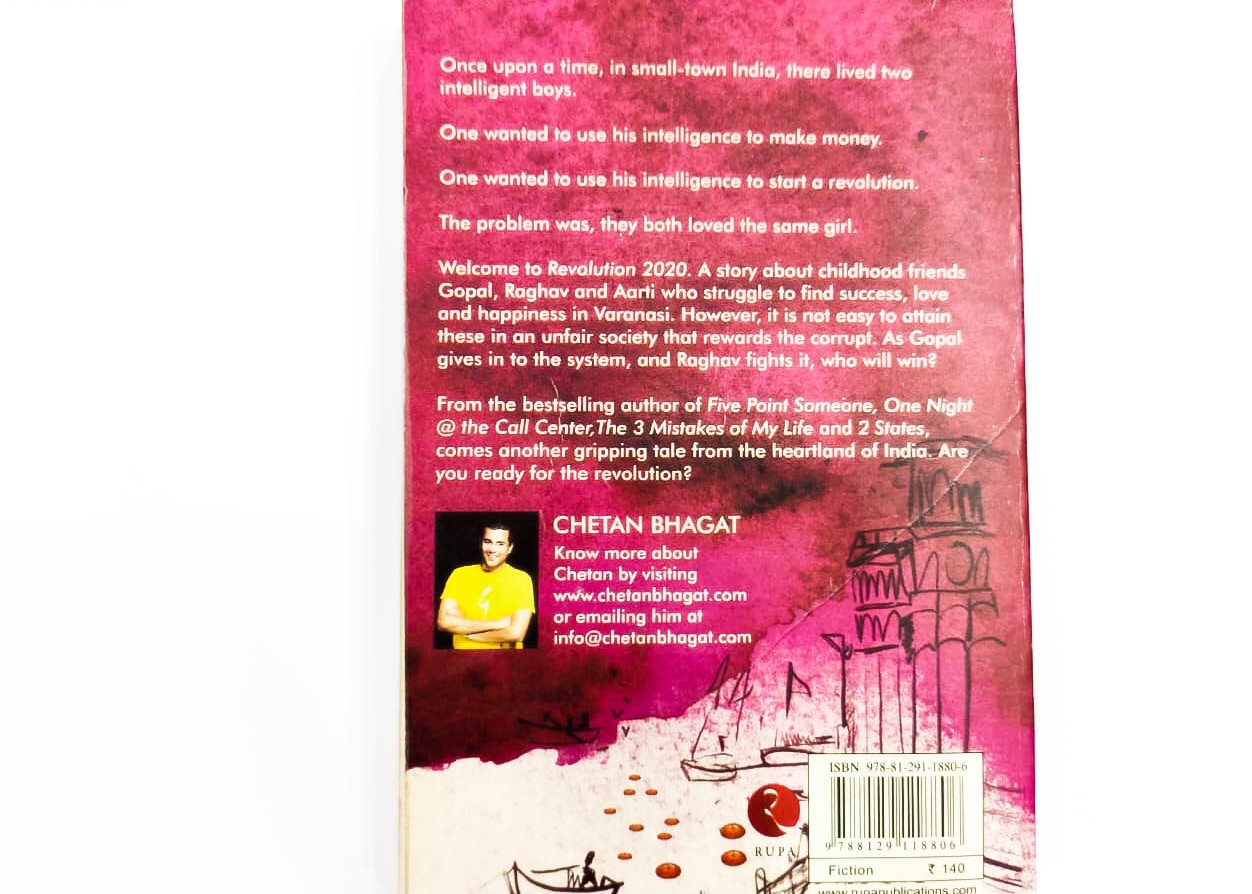 Once upon a time, in small-town India, there lived two
intelligent boys.
One wanted to use his intelligence to make money.
One wanted to use his intelligence to start a revolution.
The problem was, they both loved the same girl.
Welcome to Revolution 2020. A story about childhood friends
Gopal, Raghav and Aarti who struggle to find success, love
and happiness in Varanasi. However, it is not easy to attain
these in an unfair society that rewards the corrupt. As Gopal
gives in to the system, and Raghav fights it, who will win?
From the bestselling author of Five Point Someone, One Night
@ the Call Center,The 3 Mistakes of My Life and 2 States,
comes another gripping tale from the heartland of India. Are
you ready for the revolution?
CHETAN BHAGAT
Know more about
Chetan by visiting
www.chetanbhagat.com
or emailing him at
info@chetanbhagat.com
RUPA
ISBN 978-81-291-1880-6
9 788129 118806
Fiction ₹ 140
www.rupapublications.com